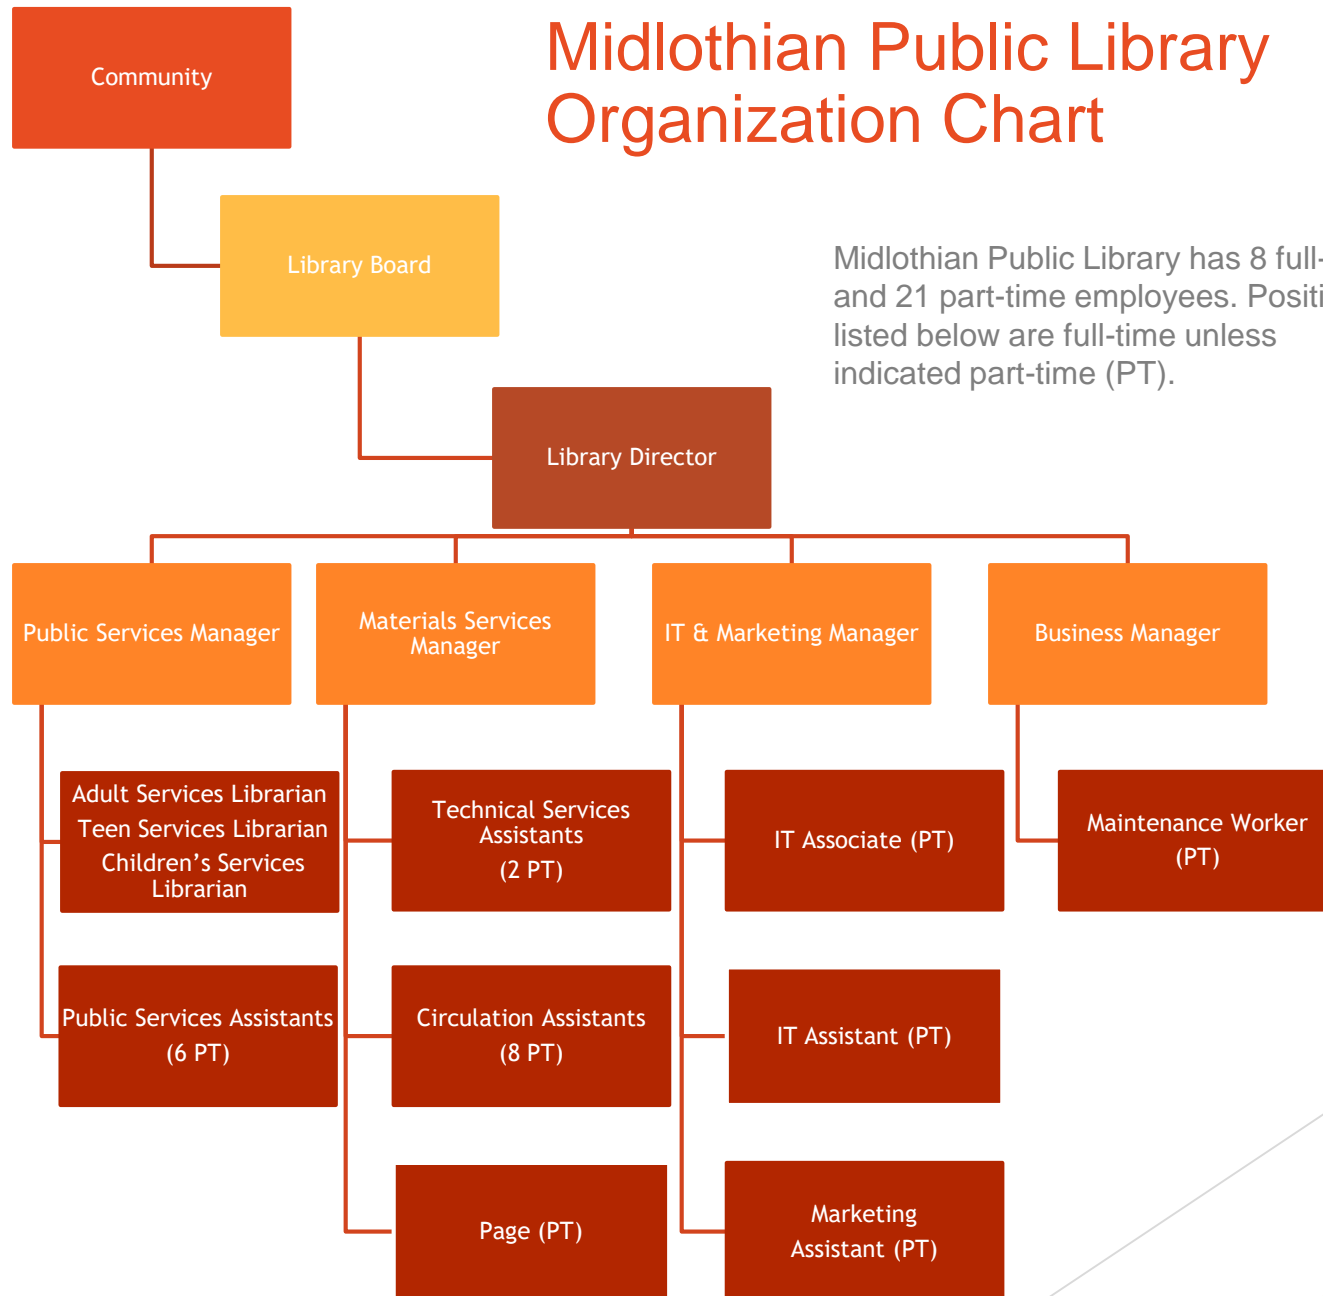 Midlothian Public Library
Organization Chart
Community
Library Board
Midlothian Public Library has 8 full-
and 21 part-time employees.
listed below are full-time unless
indicated part-time (PT).
Library Director
Public Services Manager
Materials Services
Manager
IT & Marketing Manager
Business Manager
Adult Services Librarian
Teen Services Librarian
Children’s Services
Librarian
Technical Services
Assistants
(2 PT)
IT Associate (PT)
Maintenance Worker
(PT)
Public Services Assistants
(6 PT)
Circulation Assistants
(8 PT)
IT Assistant (PT)
Page (PT)
Marketing
Assistant (PT)